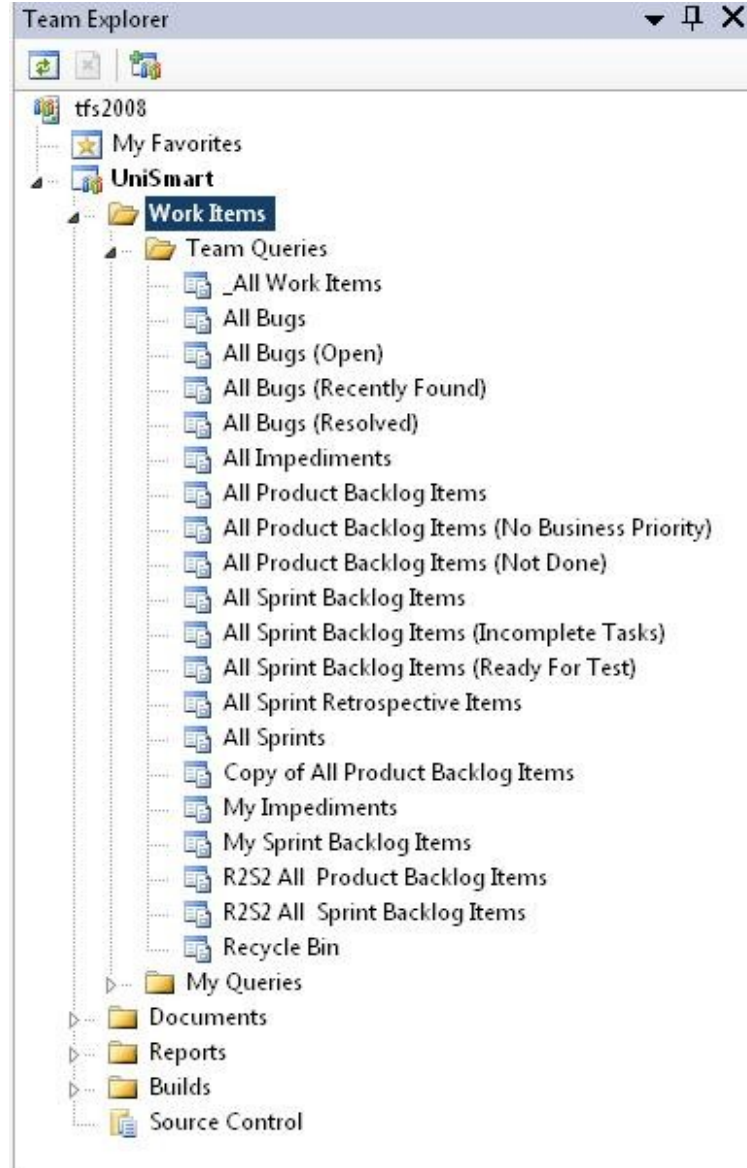 Team Explorer
tfs2008
My Favorites
UniSmart
Work Items
Team Queries
_All Work Items
All Bugs
All Bugs (Open)
All Bugs (Recently Found)
All Bugs (Resolved)
All Impediments
All Product Backlog Items
All Product Backlog Items (No Business Priority)
All Product Backlog Items (Not Done)
All Sprint Backlog Items
All Sprint Backlog Items (Incomplete Tasks)
All Sprint Backlog Items (Ready For Test)
All Sprint Retrospective Items
All Sprints
Copy of All Product Backlog Items
My Impediments
My Sprint Backlog Items
R2S2 All  Product Backlog Items
R2S2 All  Sprint Backlog Items
Recycle Bin
My Queries
Documents
Reports
Builds
Source Control